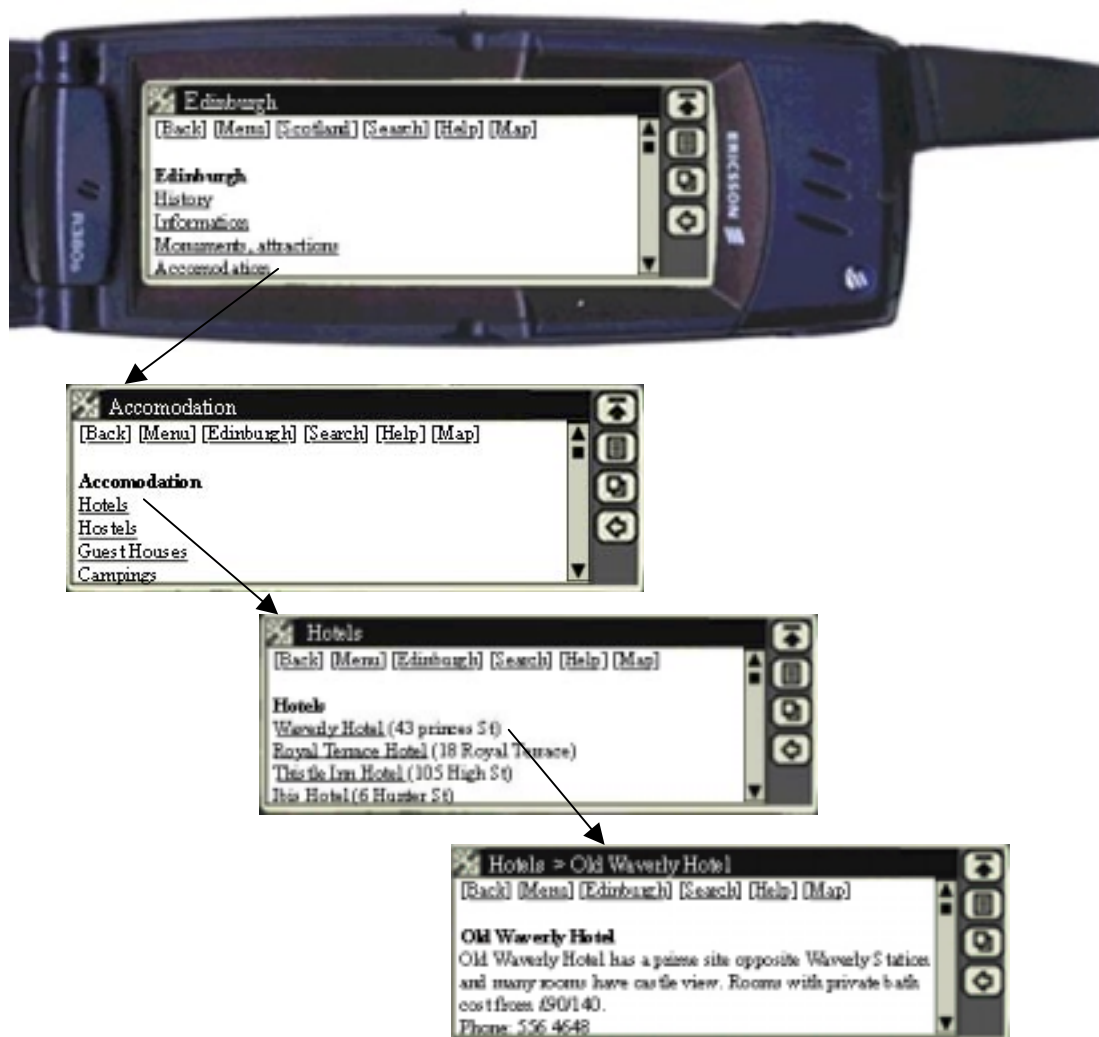 Edinburgh
[Back] [Menu] [Scotland] [Search] [Help] [Map]
Edinburgh
History
Information
Monuments, attractions
Accomodation
ERICSSON
R380s
Accomodation
[Back] [Menu] [Edinburgh] [Search] [Help] [Map]
Accomodation
Hotels
Hostels
Guest Houses
Campings
Hotels
[Back] [Menu] [Edinburgh] [Search] [Help] [Map]
Hotels
Waverly Hotel (43 princes St)
Royal Terrace Hotel (18 Royal Terrace)
Thistle Inn Hotel (105 High St)
Ibis Hotel (6 Hunter St)
Hotels > Old Waverly Hotel
[Back] [Menu] [Edinburgh] [Search] [Help] [Map]
Old Waverly Hotel
Old Waverly Hotel has a prime site opposite Waverly Station
and many rooms have castle view. Rooms with private bath
cost from £90/140.
Phone: 556 4648